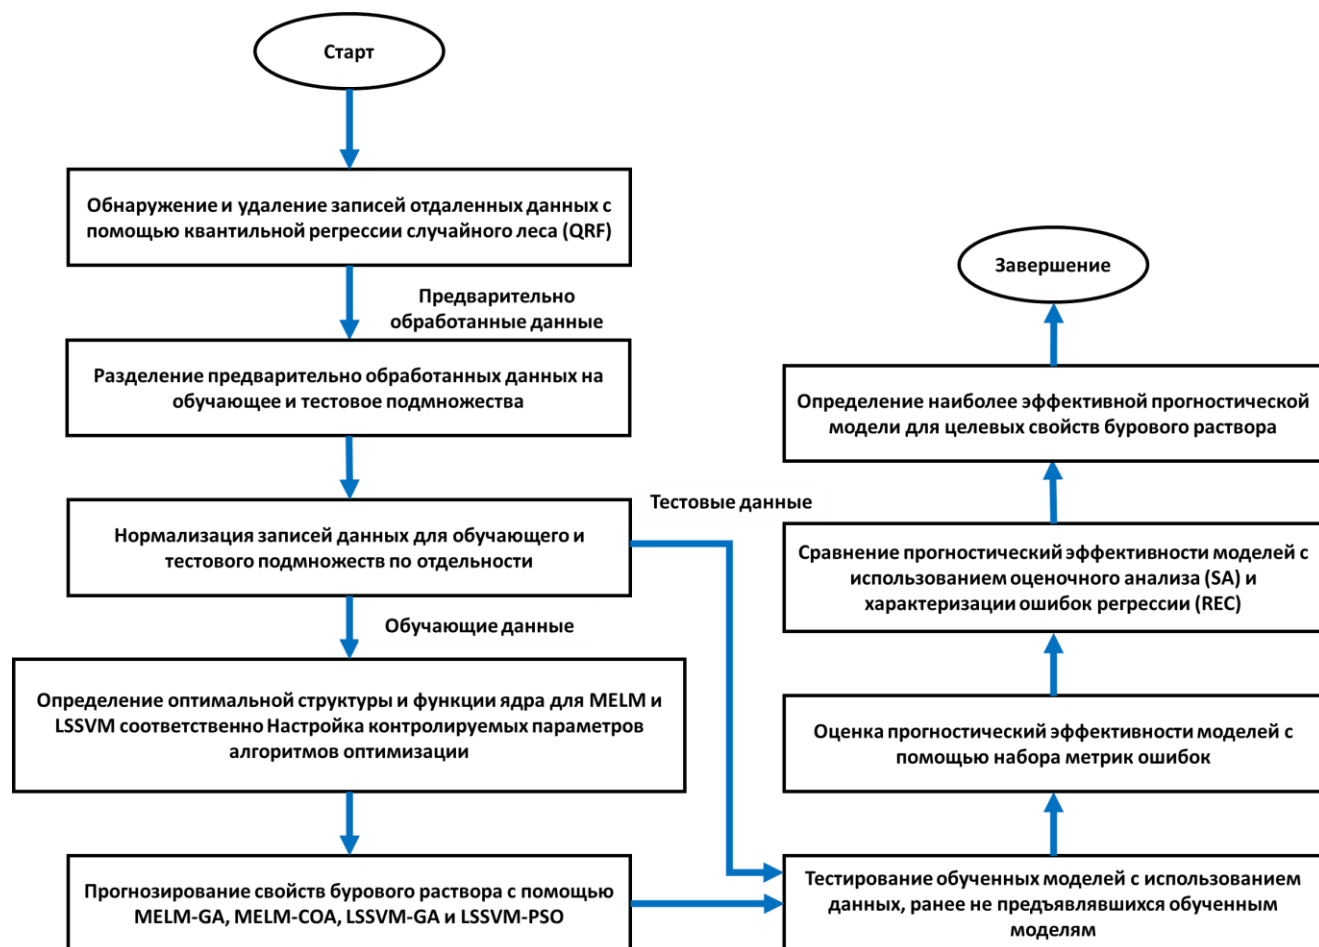 Старт
Обнаружение и удаление записей отдаленных данных с
помощью квантильной регрессии случайного леса (QRF)
Предварительно
обработанные данные
Разделение предварительно обработанных данных на
обучающее и тестовое подмножества
Нормализация записей данных для обучающего и
тестового подмножеств по отдельности
Тестовые данные
Обучающие данные
Определение оптимальной структуры и функции ядра для MELM и
LSSVM соответственно Настройка контролируемых параметров
алгоритмов оптимизации
Прогнозирование свойств бурового раствора с помощью
MELM-GA, MELM-COA, LSSVM-GA и LSSVM-PSO
Тестирование обученных моделей с использованием
данных, ранее не предъявлявшихся обученным
моделям
Оценка прогностический эффективности моделей с
помощью набора метрик ошибок
Сравнение прогностический эффективности моделей с
использованием оценочного анализа (SA) и
характеризации ошибок регрессии (REC)
Определение наиболее эффективной прогностической
модели для целевых свойств бурового раствора
Завершение